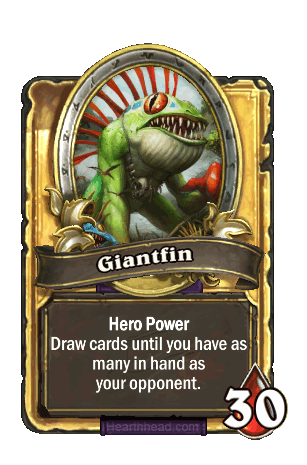 Giantfin
Hero Power
Draw cards until you have as
many in hand as
your opponent.
30
Hearthhead.com